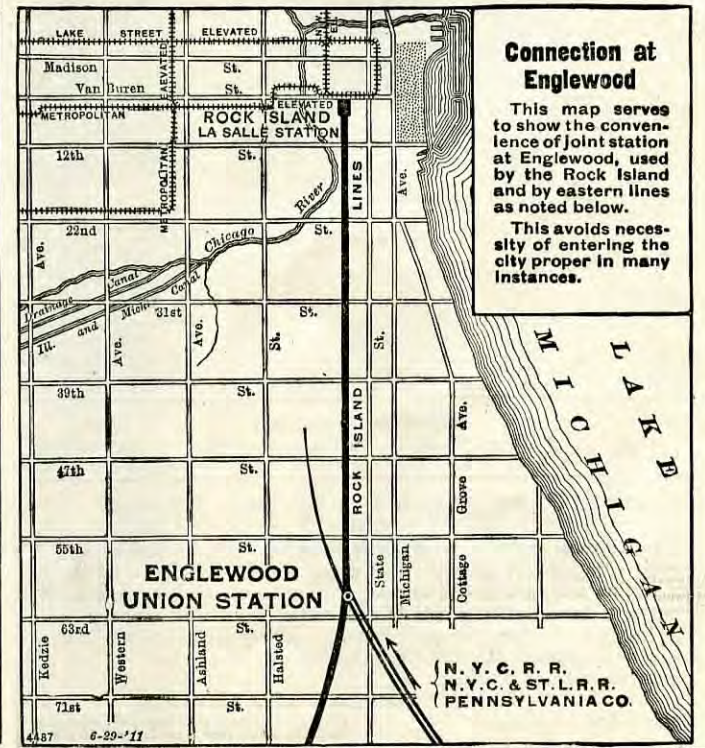 Connection at
Englewood
This map serves
to show the conven-
ience of joint station
at Englewood, used
by the Rock Island
and by eastern lines
as noted below.
This avoids neces-
sity of entering the
city proper in many
instances.
LAKE STREET ELEVATED
Madison St.
Van Buren St.
ELEVATED
METROPOLITAN
ELEVATED
METROPOLITAN
ROCK ISLAND
LA SALLE STATION
12th St.
LINES
Ave.
22nd St.
Chicago River
Ave.
Drainage Canal
Ill. and Mich Canal
31st St.
Ave.
Ave.
St.
St.
39th St.
ROCK ISLAND
Ave.
47th St.
Grove
55th St.
ENGLEWOOD
UNION STATION
State
Michigan
Cottage
63rd St.
Kedzie
Western
Ashland
Halsted
71st St.
LAKE
MICHIGAN
N. Y. C. R. R.
N.Y.C. & ST. L. R. R.
PENNSYLVANIA CO.
4487 6-29-'11